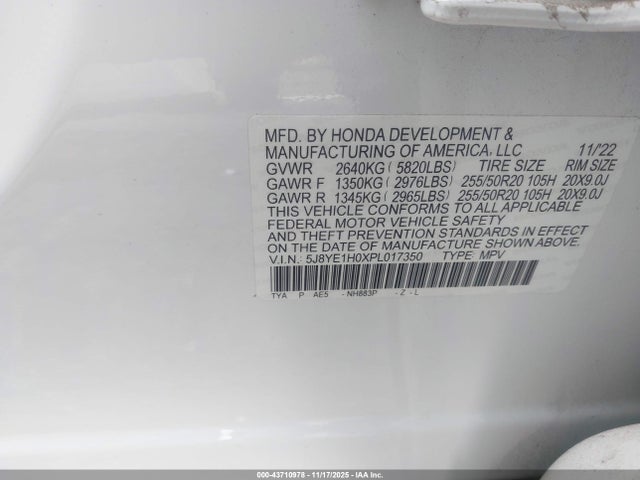 MFD. BY HONDA DEVELOPMENT &
MANUFACTURING OF AMERICA, LLC 11/'22
GVWR 2640KG ( 5820LBS) TIRE SIZE RIM SIZE
GAWR F 1350KG ( 2976LBS) 255/50R20 105H 20X9.0J
GAWR R 1345KG ( 2965LBS) 255/50R20 105H 20X9.0J
THIS VEHICLE CONFORMS TO ALL APPLICABLE
FEDERAL MOTOR VEHICLE SAFETY
AND THEFT PREVENTION STANDARDS IN EFFECT
ON THE DATE OF MANUFACTURE SHOWN ABOVE.
V.I.N.: 5J8YE1H0XPL017350 TYPE: MPV
TYA P AE5 - NH883P - Z - L
000-43710978 - 11/17/2025 - Copyright IAA, LLC.